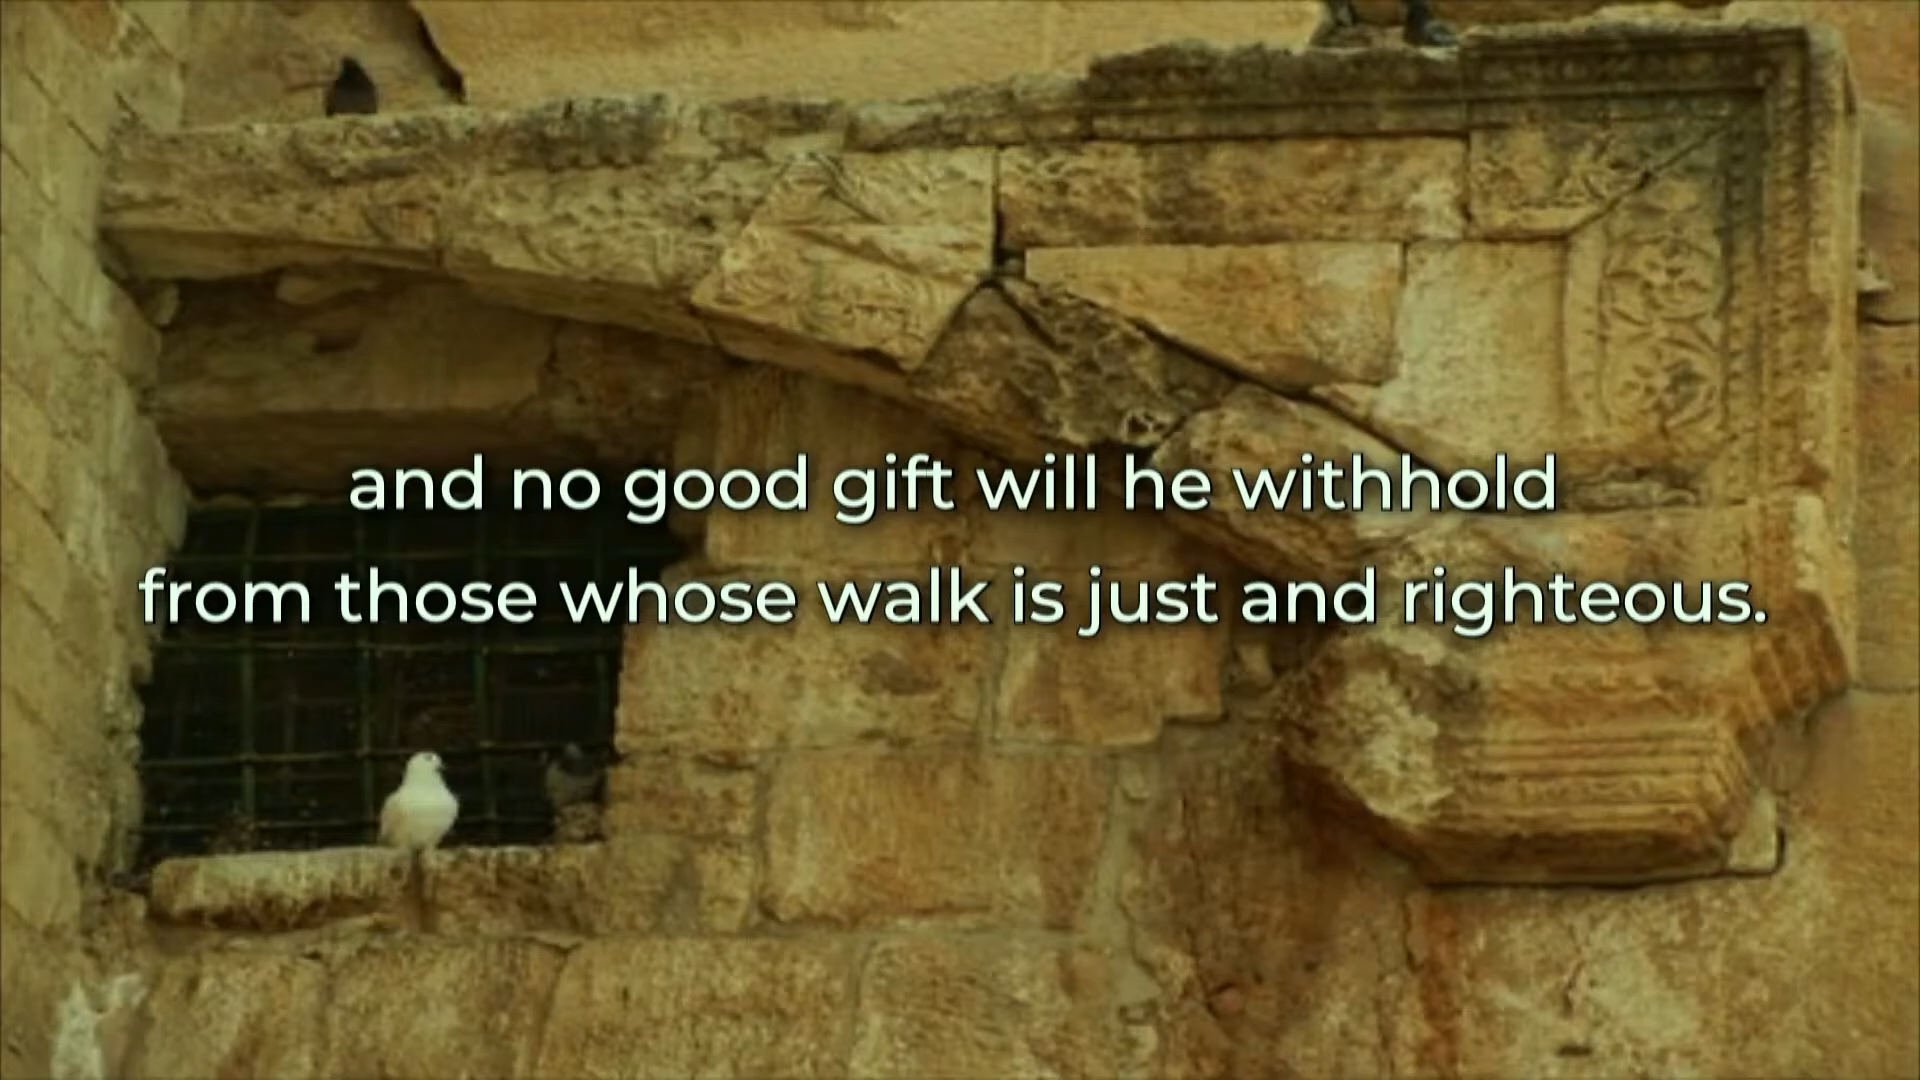 and no good gift will he withhold
from those whose walk is just and righteous.